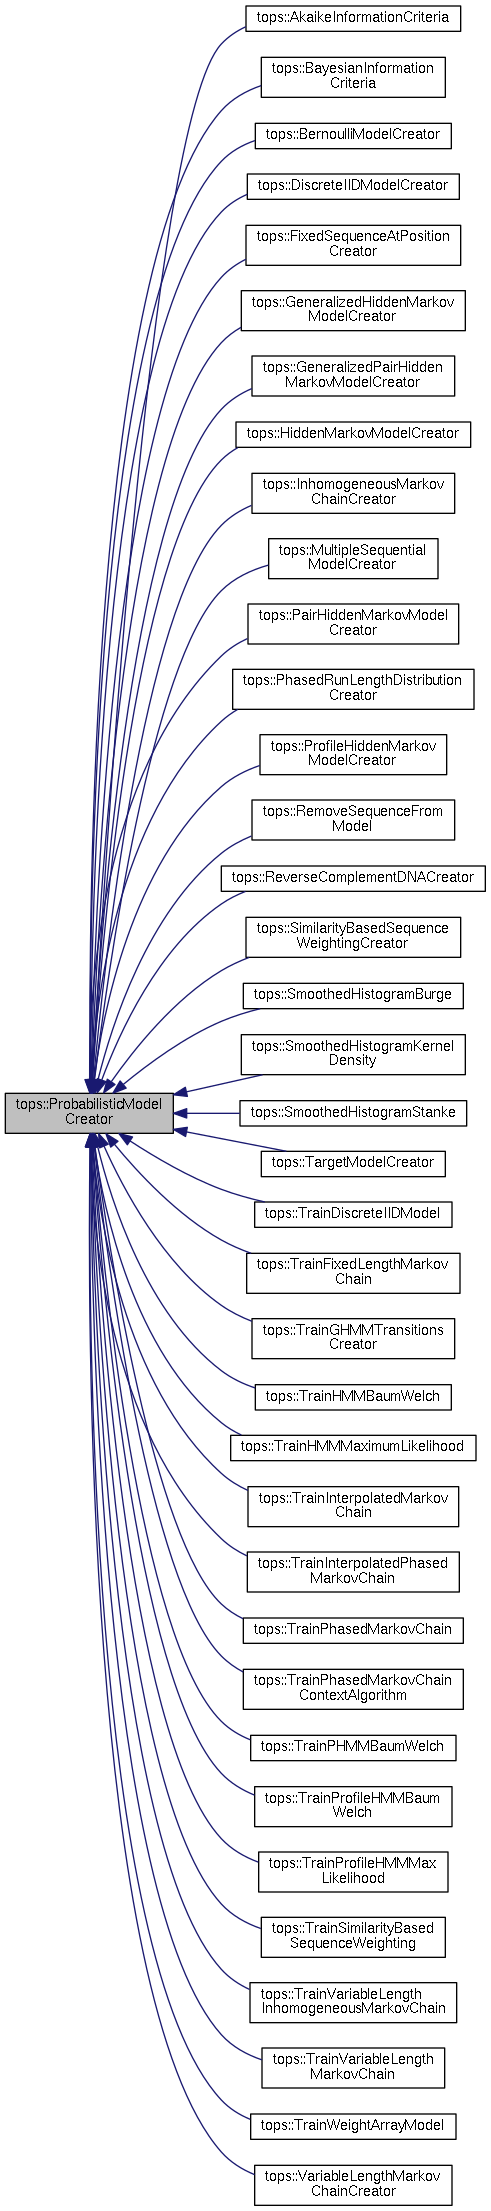 tops::AkaikeInformationCriteria
tops::BayesianInformation
Criteria
tops::BernoulliModelCreator
tops::DiscreteIIDModelCreator
tops::FixedSequenceAtPosition
Creator
tops::GeneralizedHiddenMarkov
ModelCreator
tops::GeneralizedPairHidden
MarkovModelCreator
tops::HiddenMarkovModelCreator
tops::InhomogeneousMarkov
ChainCreator
tops::MultipleSequential
ModelCreator
tops::PairHiddenMarkovModel
Creator
tops::PhasedRunLengthDistribution
Creator
tops::ProfileHiddenMarkov
ModelCreator
tops::RemoveSequenceFrom
Model
tops::ReverseComplementDNACreator
tops::SimilarityBasedSequence
WeightingCreator
tops::SmoothedHistogramBurge
tops::SmoothedHistogramKernel
Density
tops::ProbabilisticModel
Creator
tops::SmoothedHistogramStanke
tops::TargetModelCreator
tops::TrainDiscreteIIDModel
tops::TrainFixedLengthMarkov
Chain
tops::TrainGHMMTransitions
Creator
tops::TrainHMMBaumWelch
tops::TrainHMMMaximumLikelihood
tops::TrainInterpolatedMarkov
Chain
tops::TrainInterpolatedPhased
MarkovChain
tops::TrainPhasedMarkovChain
tops::TrainPhasedMarkovChain
ContextAlgorithm
tops::TrainPHMMBaumWelch
tops::TrainProfileHMMBaum
Welch
tops::TrainProfileHMMMax
Likelihood
tops::TrainSimilarityBased
SequenceWeighting
tops::TrainVariableLength
InhomogeneousMarkovChain
tops::TrainVariableLength
MarkovChain
tops::TrainWeightArrayModel
tops::VariableLengthMarkov
ChainCreator